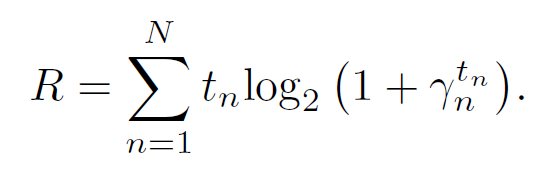 R = \sum_{n=1}^{N} t_n \log_2 \left(1 + \gamma_n^{t_n}\right).